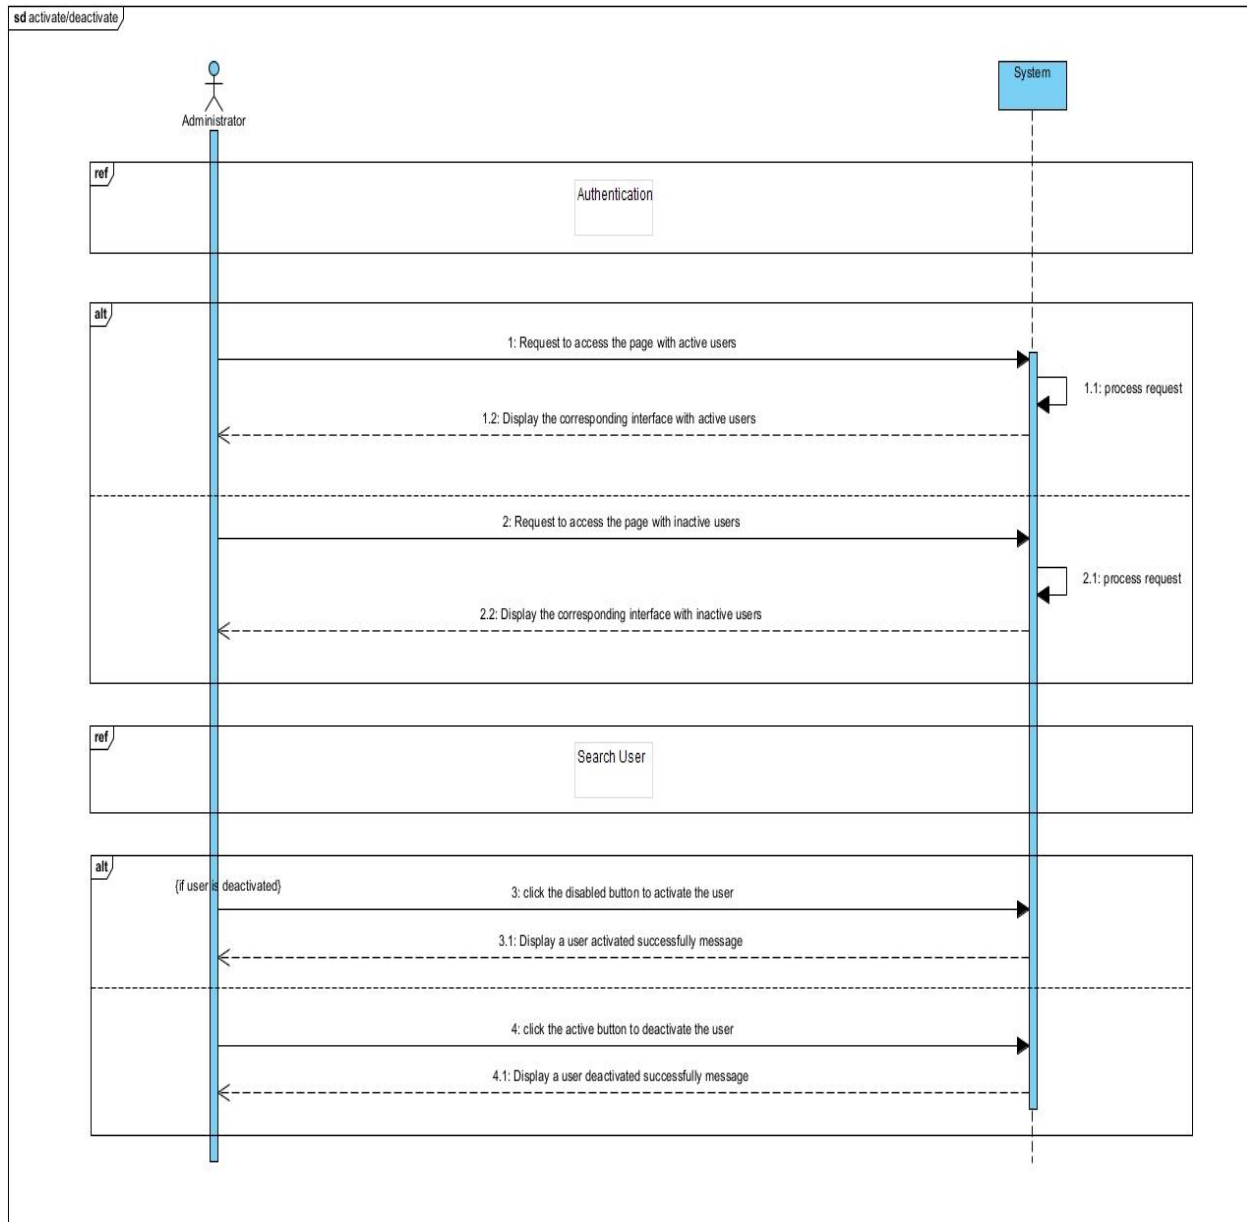 sd activate/deactivate
System
Administrator
ref
Authentication
alt
1: Request to access the page with active users
1.1: process request
1.2: Display the corresponding interface with active users
2: Request to access the page with inactive users
2.1: process request
2.2: Display the corresponding interface with inactive users
ref
Search User
alt
{if user is deactivated}
3: click the disabled button to activate the user
3.1: Display a user activated successfully message
4: click the active button to deactivate the user
4.1: Display a user deactivated successfully message